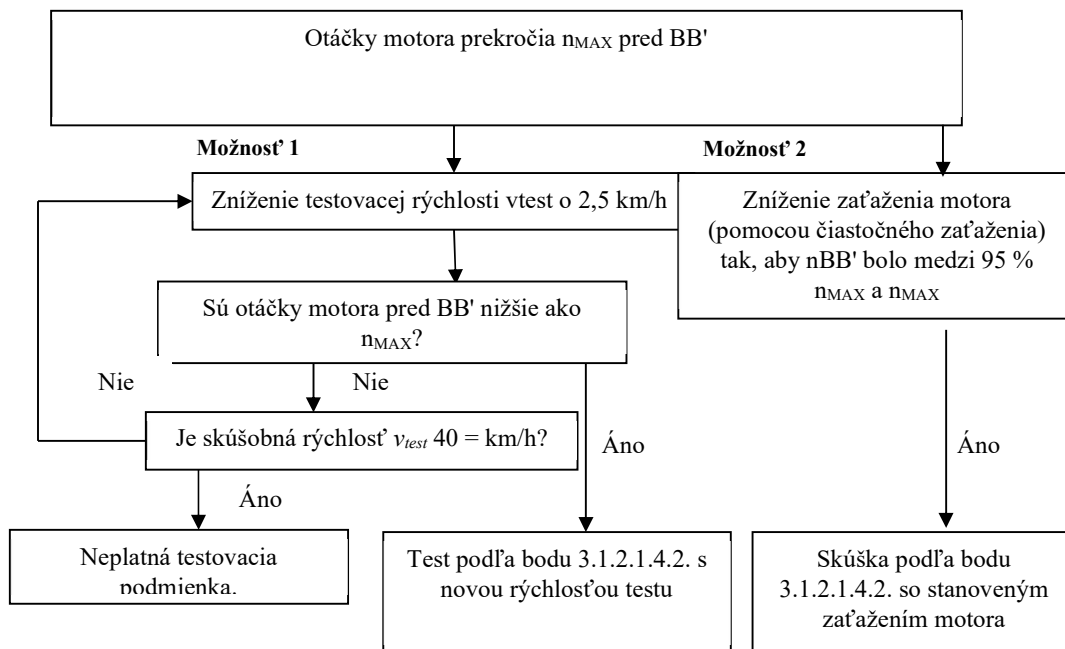 Otáčky motora prekročia nMAX pred BB'
Možnosť 1
Možnosť 2
Zníženie testovacej rýchlosti vtest o 2,5 km/h
Zníženie zaťaženia motora
(pomocou čiastočného zaťaženia)
tak, aby nBB' bolo medzi 95 %
nMAX a nMAX
Sú otáčky motora pred BB' nižšie ako
nMAX?
Nie
Nie
Je skúšobná rýchlosť vtest 40 = km/h?
Áno
Áno
Áno
Neplatná testovacia
podmienka.
Test podľa bodu 3.1.2.1.4.2. s
novou rýchlosťou testu
Skúška podľa bodu
3.1.2.1.4.2. so stanoveným
zaťažením motora